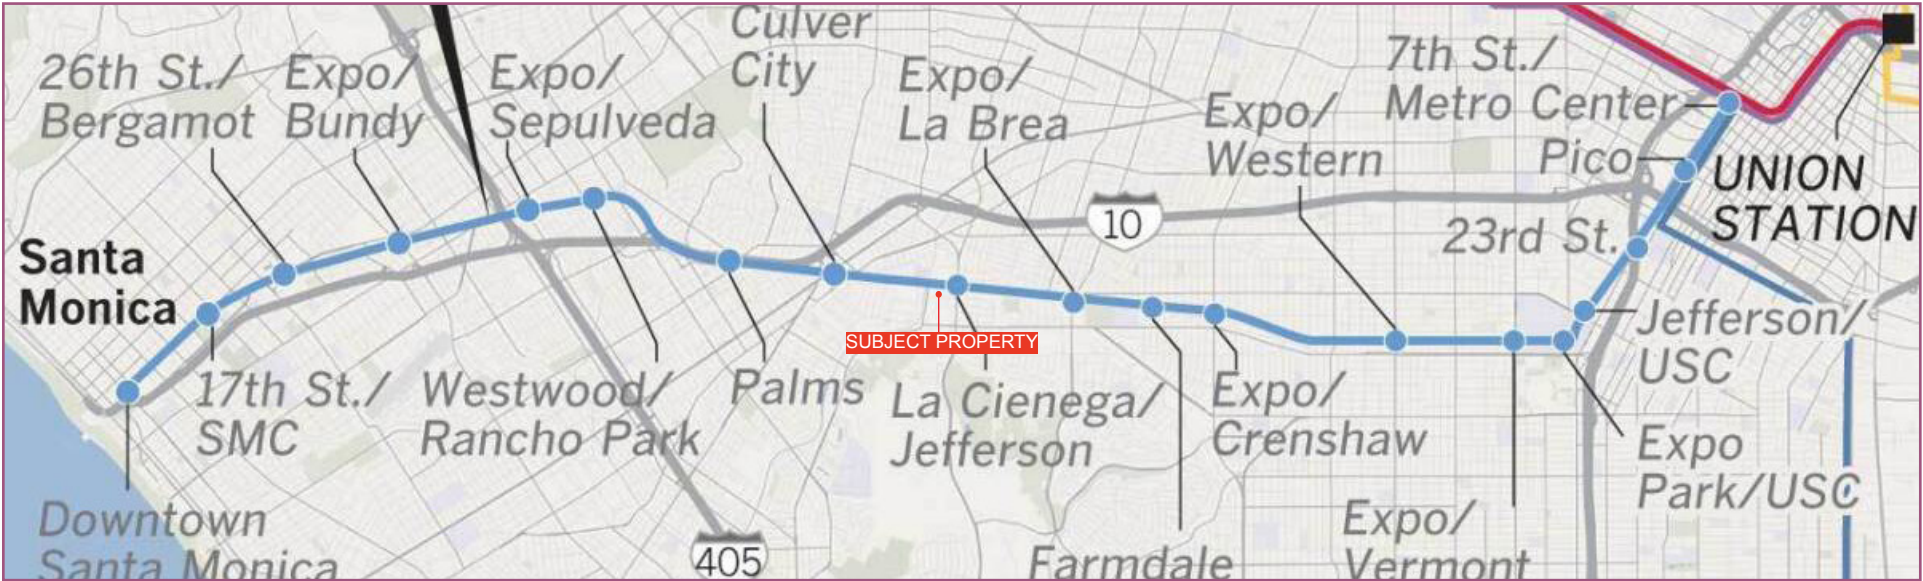 Culver
City
26th St./
Bergamot
Expo/
Bundy
Expo/
Sepulveda
Expo/
La Brea
Expo/
Western
7th St./
Metro Center
Pico
UNION
STATION
23rd St.
10
Santa
Monica
SUBJECT PROPERTY
Jefferson/
USC
17th St./
SMC
Westwood/
Rancho Park
Palms
La Cienega/
Jefferson
Expo/
Crenshaw
Expo
Park/USC
Downtown
Santa Monica
405
Farmdale
Expo/
Vermont